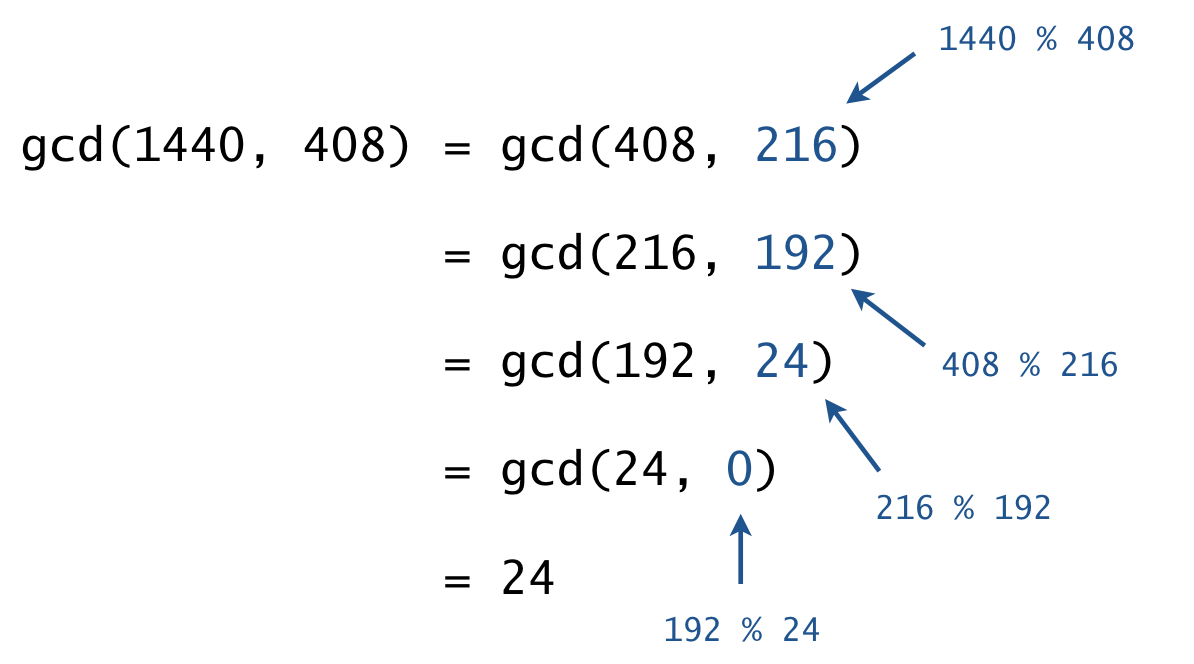 1440 % 408
gcd(1440, 408) = gcd(408, 216)
= gcd(216, 192)
= gcd(192, 24)
408 % 216
= gcd(24, 0)
216 % 192
= 24
192 % 24